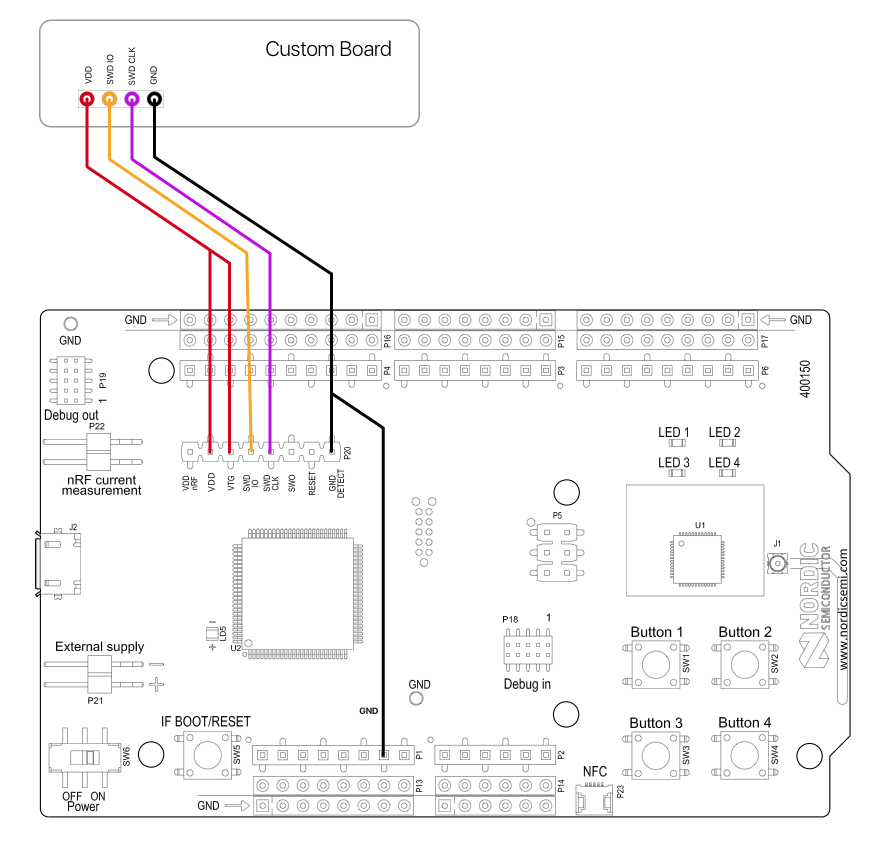 Custom Board
VDD
SWD IO
SWD CLK
GND
GND
GND
GND
P16
P15
P17
P4
P3
P6
400150
P19
1
Debug out
P22
nRF current
measurement
P20
VDD
nRF
VDD
VTG
SWD
IO
SWD
CLK
SWO
RESET
GND
DETECT
LED 1
LED 2
LED 3
LED 4
J2
P5
U1
J1
NORDIC
SEMICONDUCTOR
www.nordicsemi.com
LD5
U2
P18
1
Debug in
Button 1
Button 2
SW1
SW2
External supply
P21
GND
GND
IF BOOT/RESET
Button 3
Button 4
SW6
SW5
P1
P2
SW3
SW4
OFF ON
Power
P13
P14
NFC
P23
GND